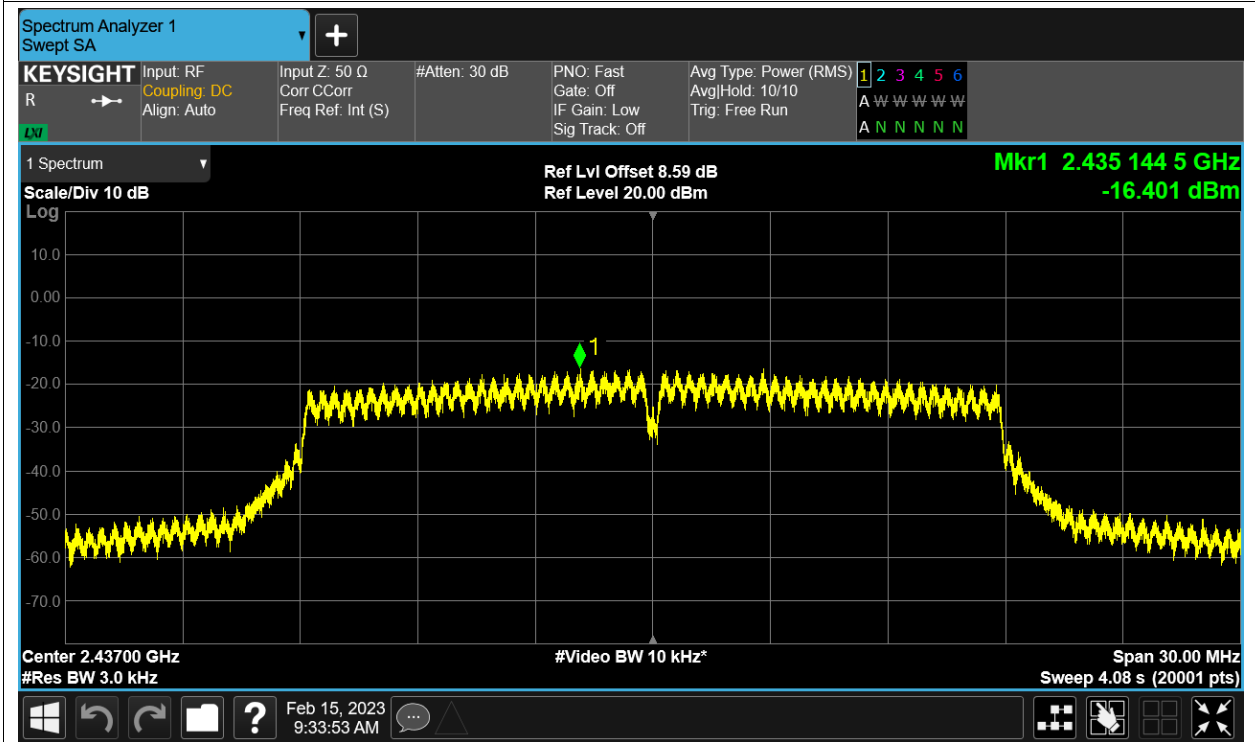 Spectrum Analyzer 1
Swept SA
+
KEYSIGHT
R
LXI
Input: RF
Coupling: DC
Align: Auto
Input Z: 50 Ω
Corr CCorr
Freq Ref: Int (S)
#Atten: 30 dB
PNO: Fast
Gate: Off
IF Gain: Low
Sig Track: Off
Avg Type: Power (RMS)
Avg|Hold: 10/10
Trig: Free Run
1 2 3 4 5 6
A W W W W W
A N N N N N
1 Spectrum
Scale/Div 10 dB
Log
Ref Lvl Offset 8.59 dB
Ref Level 20.00 dBm
Mkr1 2.435 144 5 GHz
-16.401 dBm
10.0
0.00
-10.0
1
-20.0
-30.0
-40.0
-50.0
-60.0
-70.0
Center 2.43700 GHz
#Res BW 3.0 kHz
#Video BW 10 kHz*
Span 30.00 MHz
Sweep 4.08 s (20001 pts)
?
Feb 15, 2023
9:33:53 AM